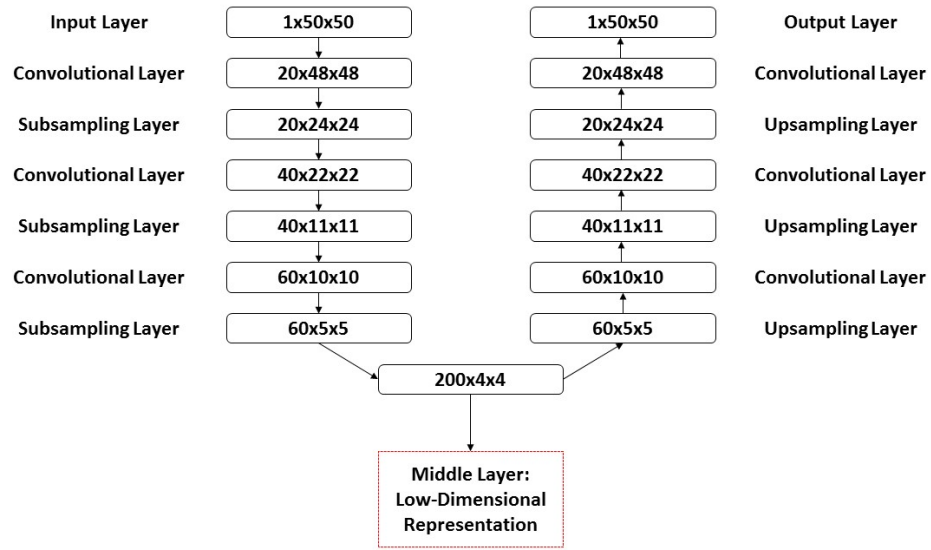 Input Layer 1x50x50 1x50x50 Output Layer
Convolutional Layer 20x48x48 20x48x48 Convolutional Layer
Subsampling Layer 20x24x24 20x24x24 Upsampling Layer
Convolutional Layer 40x22x22 40x22x22 Convolutional Layer
Subsampling Layer 40x11x11 40x11x11 Upsampling Layer
Convolutional Layer 60x10x10 60x10x10 Convolutional Layer
Subsampling Layer 60x5x5 60x5x5 Upsampling Layer
200x4x4
Middle Layer:
Low-Dimensional
Representation